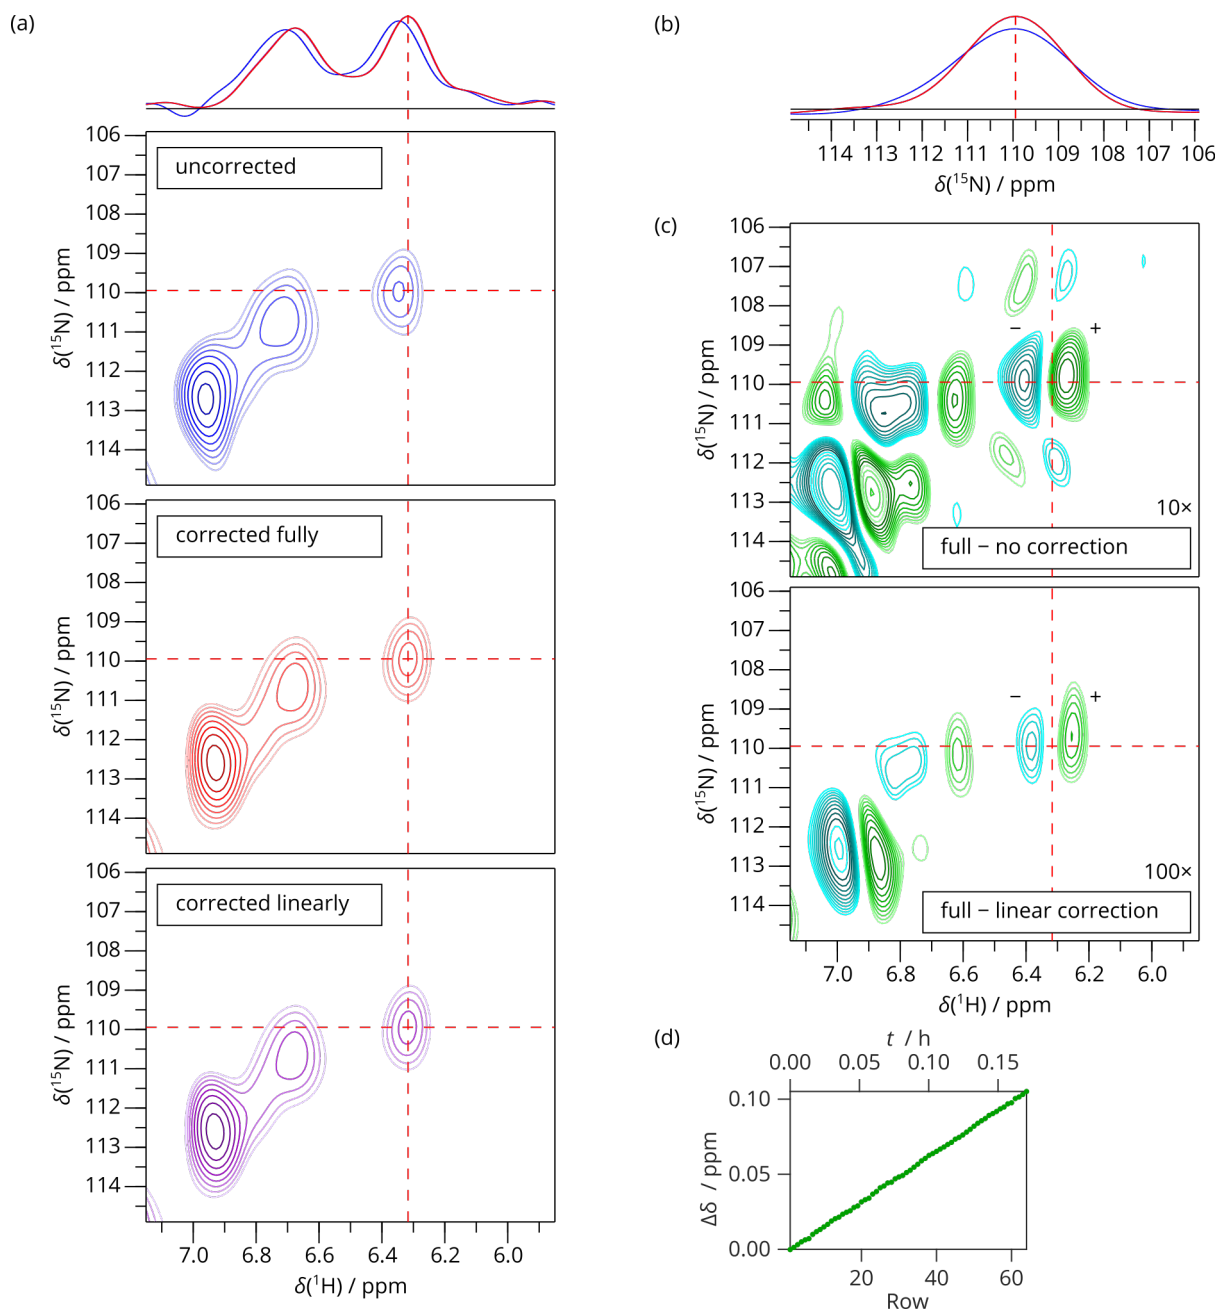 (a)
uncorrected
106
107
108
109
110
111
112
113
114
δ(¹⁵N) / ppm
corrected fully
106
107
108
109
110
111
112
113
114
δ(¹⁵N) / ppm
corrected linearly
106
107
108
109
110
111
112
113
114
δ(¹⁵N) / ppm
7.0 6.8 6.6 6.4 6.2 6.0
δ(¹H) / ppm
(b)
114 113 112 111 110 109 108 107 106
δ(¹⁵N) / ppm
(c)
106
107
108
109
110
111
112
113
114
δ(¹⁵N) / ppm
− +
10×
full − no correction
106
107
108
109
110
111
112
113
114
δ(¹⁵N) / ppm
− +
100×
full − linear correction
7.0 6.8 6.6 6.4 6.2 6.0
δ(¹H) / ppm
(d)
t / h
0.00 0.05 0.10 0.15
0.10
0.05
0.00
Δδ / ppm
20 40 60
Row